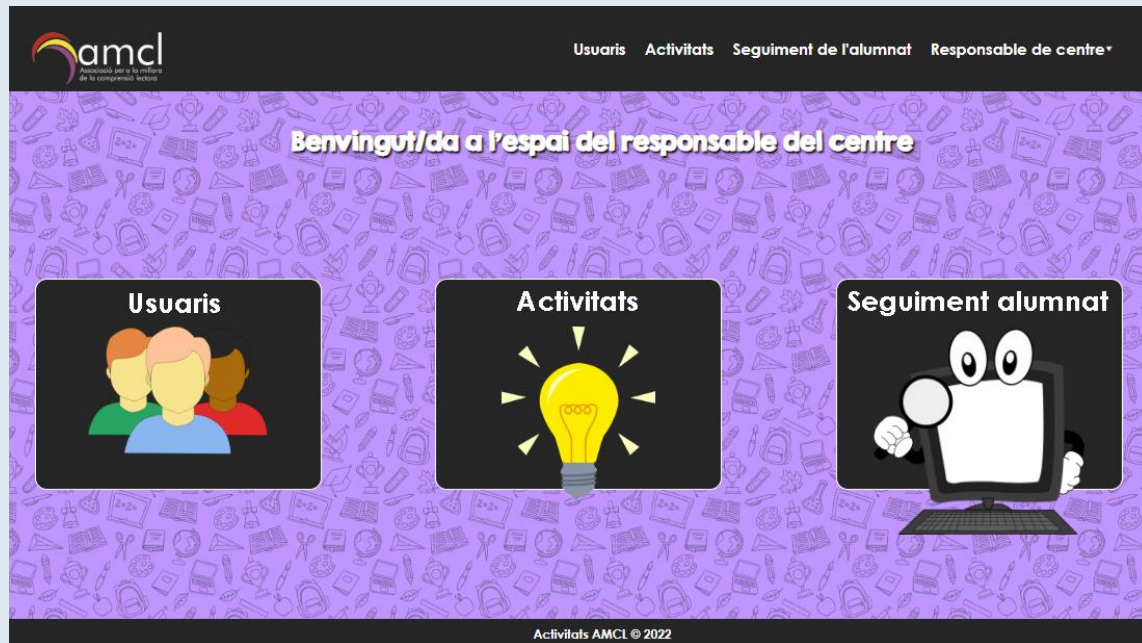 amcl
Associació per a la millora
de la comprensió lectora
Usuaris Activitats Seguiment de l'alumnat Responsable de centre
Benvingut/da a l'espai del responsable del centre
Usuaris
Activitats
Seguiment alumnat
Activitats AMCL © 2022